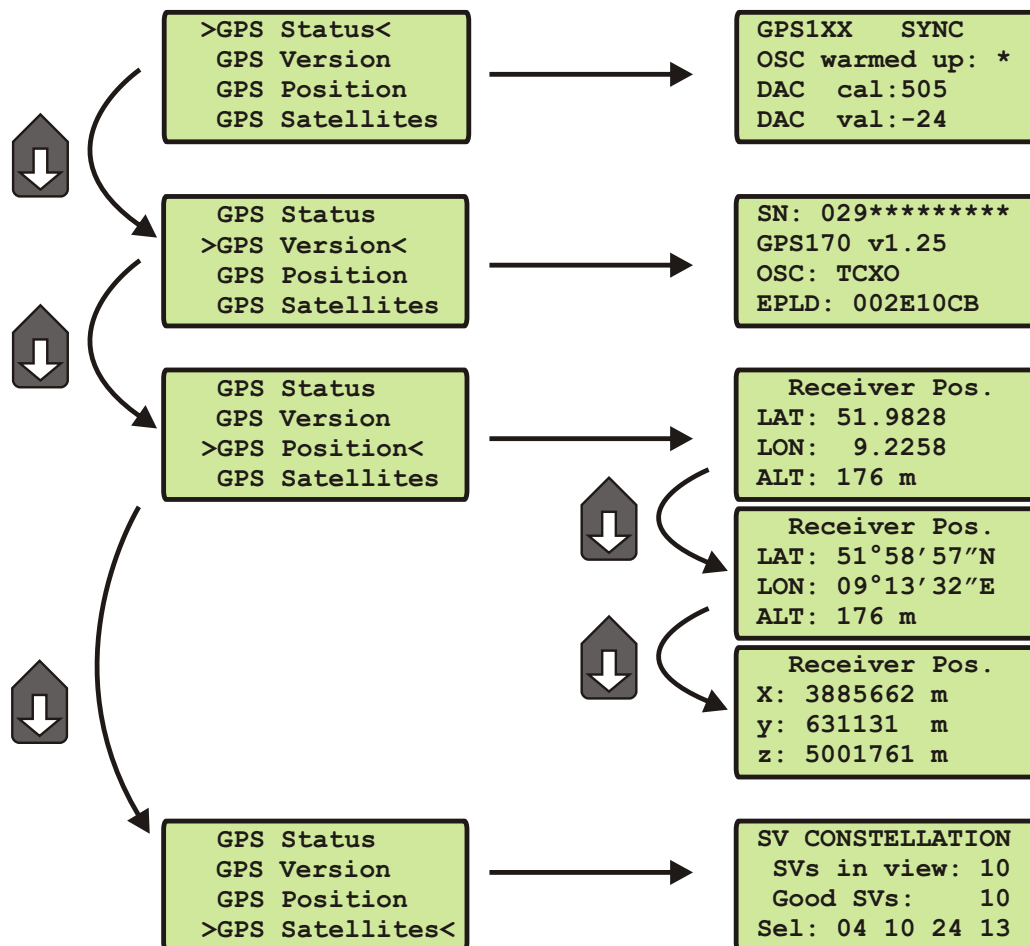 >GPS Status<
GPS Version
GPS Position
GPS Satellites
GPS1XX SYNC
OSC warmed up: *
DAC cal:505
DAC val:-24
GPS Status
>GPS Version<
GPS Position
GPS Satellites
SN: 029*********
GPS170 v1.25
OSC: TCXO
EPLD: 002E10CB
GPS Status
GPS Version
>GPS Position<
GPS Satellites
Receiver Pos.
LAT: 51.9828
LON: 9.2258
ALT: 176 m
Receiver Pos.
LAT: 51°58′57″N
LON: 09°13′32″E
ALT: 176 m
Receiver Pos.
X: 3885662 m
y: 631131 m
z: 5001761 m
GPS Status
GPS Version
GPS Position
>GPS Satellites<
SV CONSTELLATION
SVs in view: 10
Good SVs: 10
Sel: 04 10 24 13